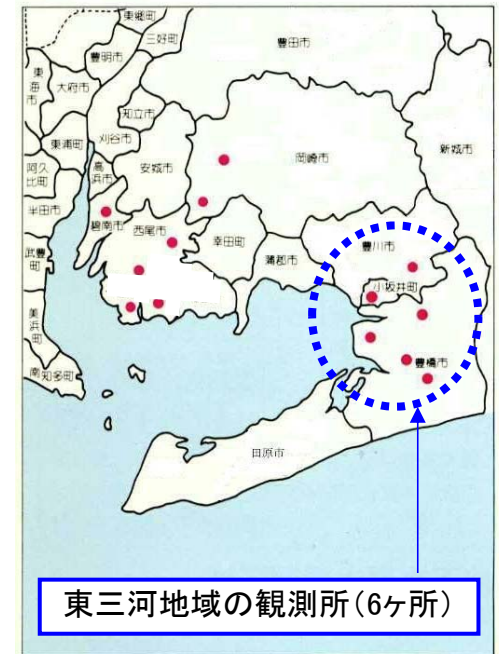 東郷町
三好町
豊田市
豊明市
東海市
大府市
知立市
東浦町
刈谷市
新城市
岡崎市
安城市
高浜市
阿久比町
半田市
碧南市
西尾市
幸田町
豊川市
蒲郡市
武豊町
小坂井町
美浜町
豊橋市
南知多町
田原市
東三河地域の観測所(6ヶ所)